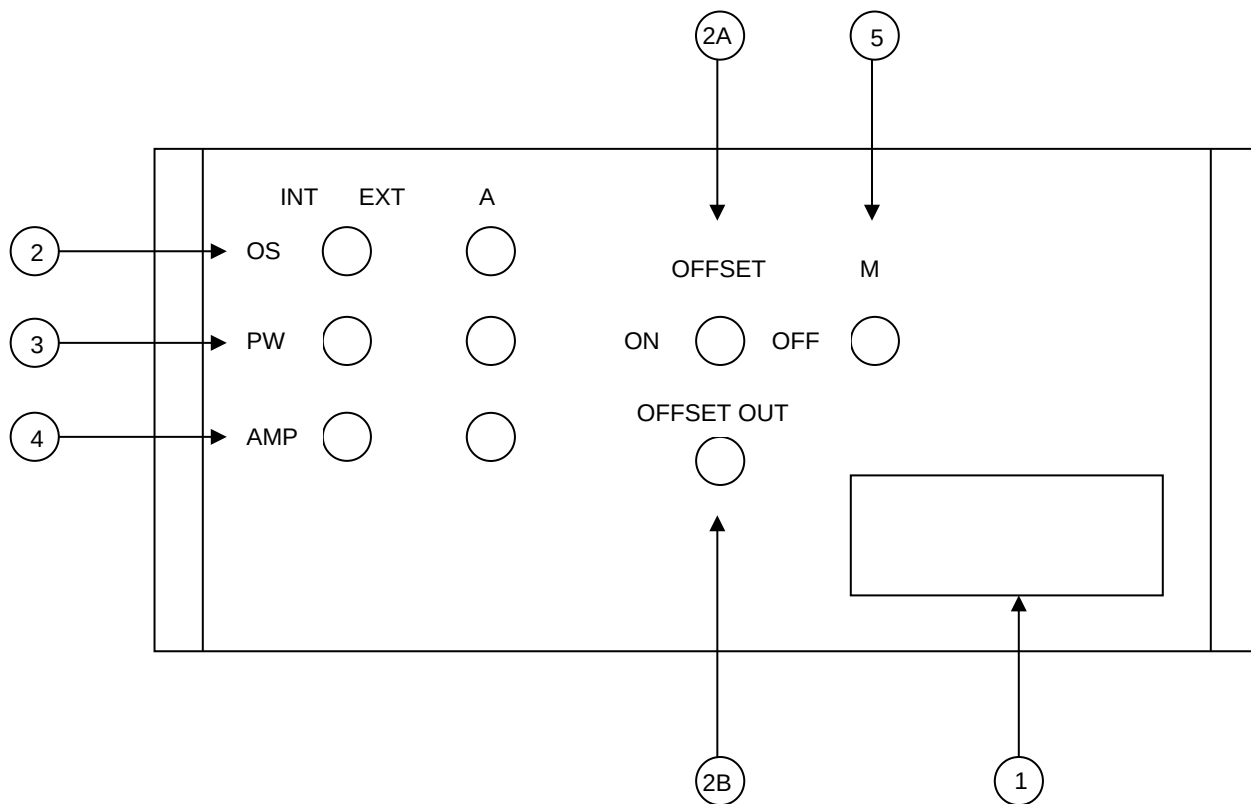 2A 5
INT EXT A
2 OS
OFFSET M
3 PW ON OFF
OFFSET OUT
4 AMP
2B 1